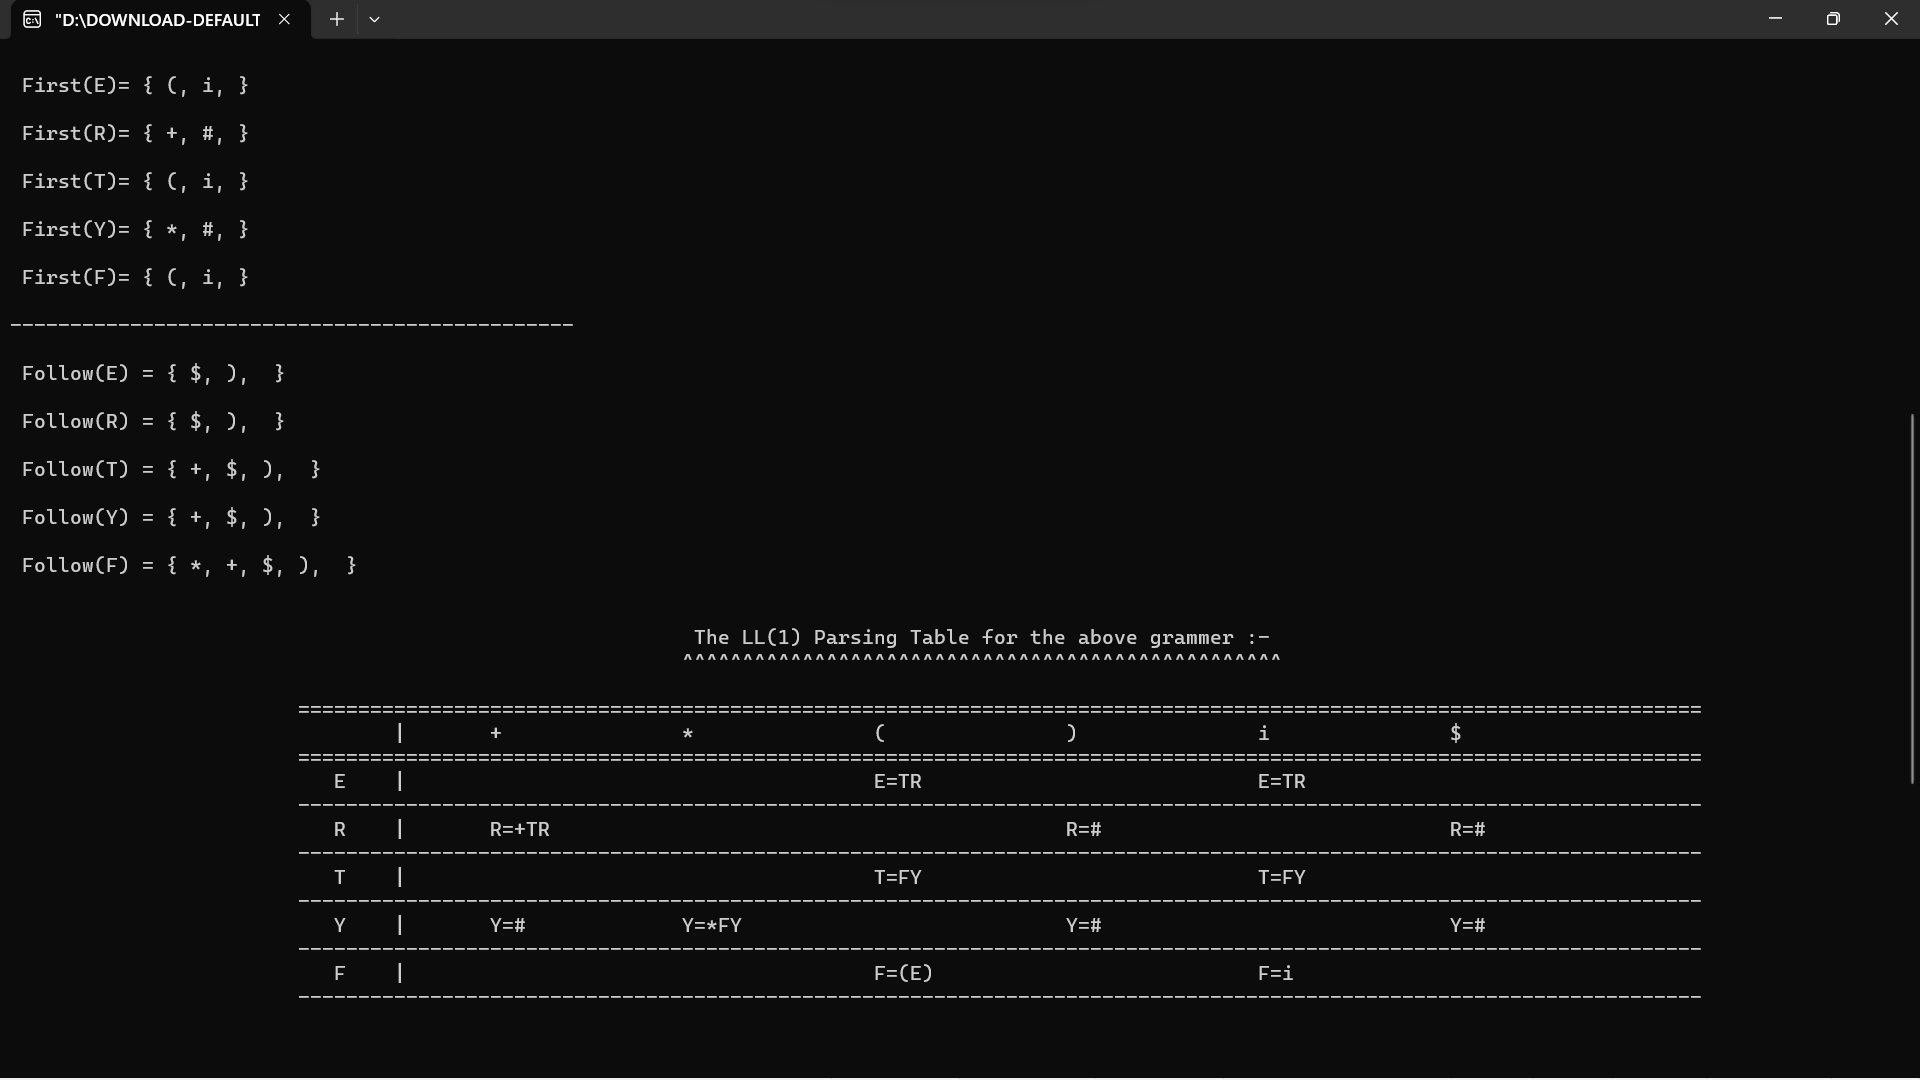 "D:\DOWNLOAD-DEFAULT
First(E)= { (, i, }
First(R)= { +, #, }
First(T)= { (, i, }
First(Y)= { *, #, }
First(F)= { (, i, }
-----------------------------------------------
Follow(E) = { $, ),  }
Follow(R) = { $, ),  }
Follow(T) = { +, $, ),  }
Follow(Y) = { +, $, ),  }
Follow(F) = { *, +, $, ),  }
The LL(1) Parsing Table for the above grammer :-
^^^^^^^^^^^^^^^^^^^^^^^^^^^^^^^^^^^^^^^^^^^^^^^^^^
=====================================================================================================================
| + * ( ) i $
=====================================================================================================================
E | E=TR E=TR
---------------------------------------------------------------------------------------------------------------------
R | R=+TR R=# R=#
---------------------------------------------------------------------------------------------------------------------
T | T=FY T=FY
---------------------------------------------------------------------------------------------------------------------
Y | Y=# Y=*FY Y=# Y=#
---------------------------------------------------------------------------------------------------------------------
F | F=(E) F=i
---------------------------------------------------------------------------------------------------------------------